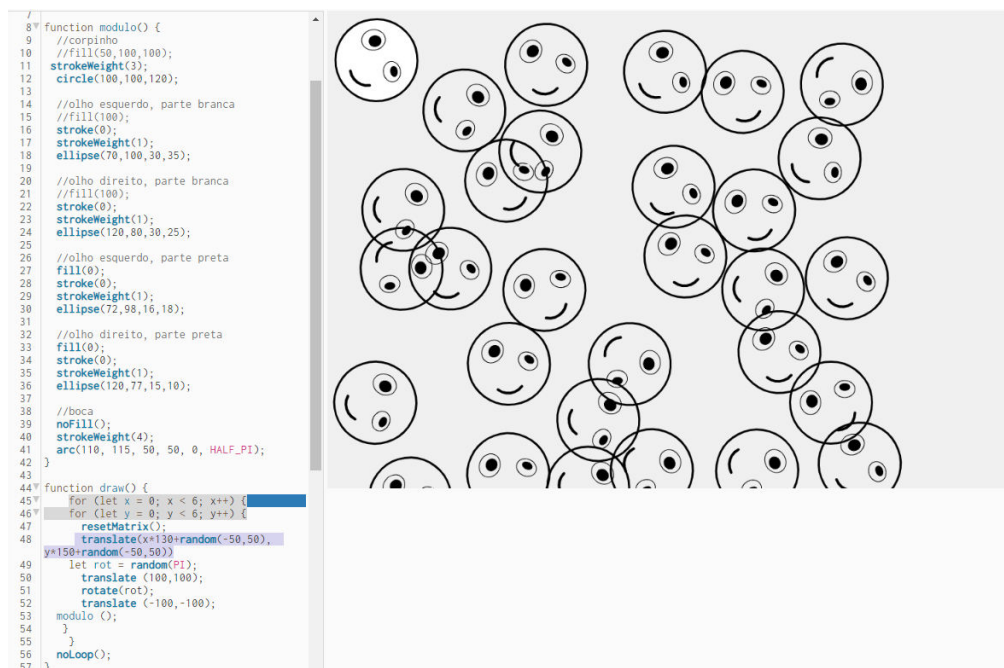 7
8 function modulo() {
9 //corpinho
10 //fill(50,100,100);
11 strokeWeight(3);
12 circle(100,100,120);
13
14 //olho esquerdo, parte branca
15 //fill(100);
16 stroke(0);
17 strokeWeight(1);
18 ellipse(70,100,30,35);
19
20 //olho direito, parte branca
21 //fill(100);
22 stroke(0);
23 strokeWeight(1);
24 ellipse(120,80,30,25);
25
26 //olho esquerdo, parte preta
27 fill(0);
28 stroke(0);
29 strokeWeight(1);
30 ellipse(72,98,16,18);
31
32 //olho direito, parte preta
33 fill(0);
34 stroke(0);
35 strokeWeight(1);
36 ellipse(120,77,15,10);
37
38 //boca
39 noFill();
40 strokeWeight(4);
41 arc(110, 115, 50, 50, 0, HALF_PI);
42 }
43
44 function draw() {
45 for (let x = 0; x < 6; x++) {
46 for (let y = 0; y < 6; y++) {
47 resetMatrix();
48 translate(x*130+random(-50,50),
y*150+random(-50,50))
49 let rot = random(PI);
50 translate (100,100);
51 rotate(rot);
52 translate (-100,-100);
53 modulo ();
54 }
55 }
56 noLoop();
57 }